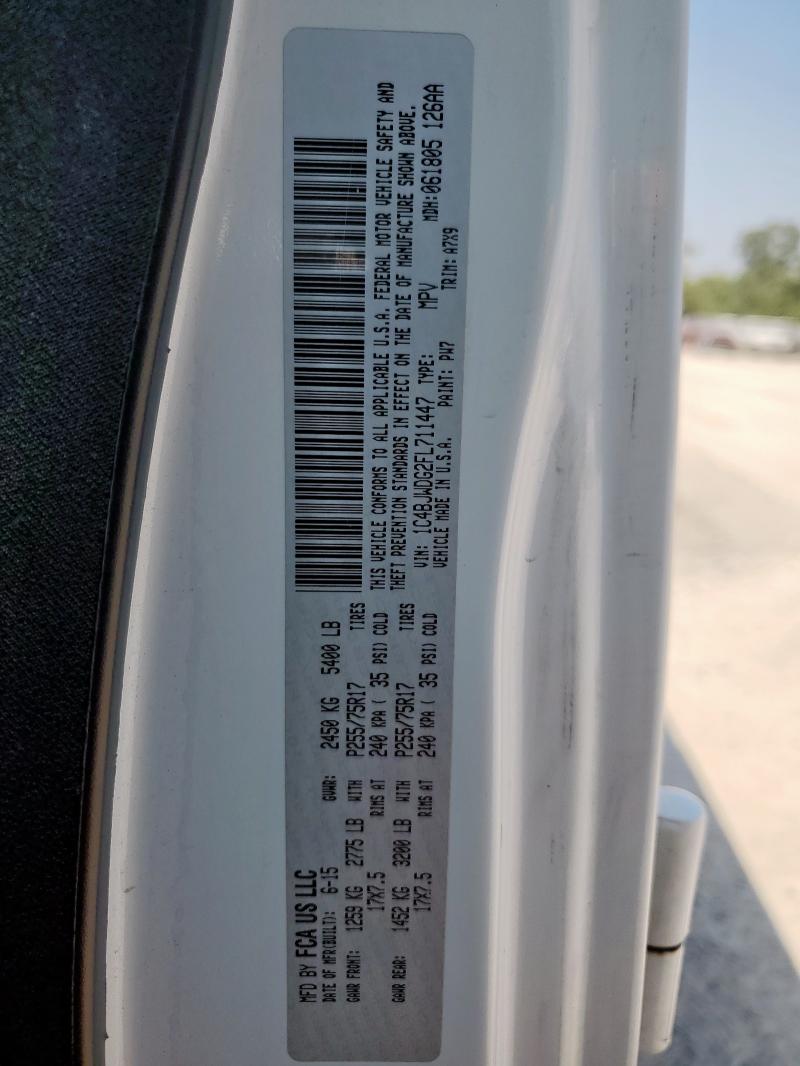 MFD BY FCA US LLC
DATE OF MFR(BUILT): 6-15 GVWR: 2450 KG 5400 LB
GAWR FRONT: 1259 KG 2775 LB WITH P255/75R17 TIRES
17X7.5 RIMS AT 240 KPA ( 35 PSI) COLD
GAWR REAR: 1452 KG 3200 LB WITH P255/75R17 TIRES
17X7.5 RIMS AT 240 KPA ( 35 PSI) COLD
THIS VEHICLE CONFORMS TO ALL APPLICABLE U.S.A. FEDERAL MOTOR VEHICLE SAFETY AND
THEFT PREVENTION STANDARDS IN EFFECT ON THE DATE OF MANUFACTURE SHOWN ABOVE.
VIN: 1C4BJWDG2FL711447 TYPE: MPV MDH:061805 126AA
VEHICLE MADE IN U.S.A. PAINT: PW7 TRIM: A7X9